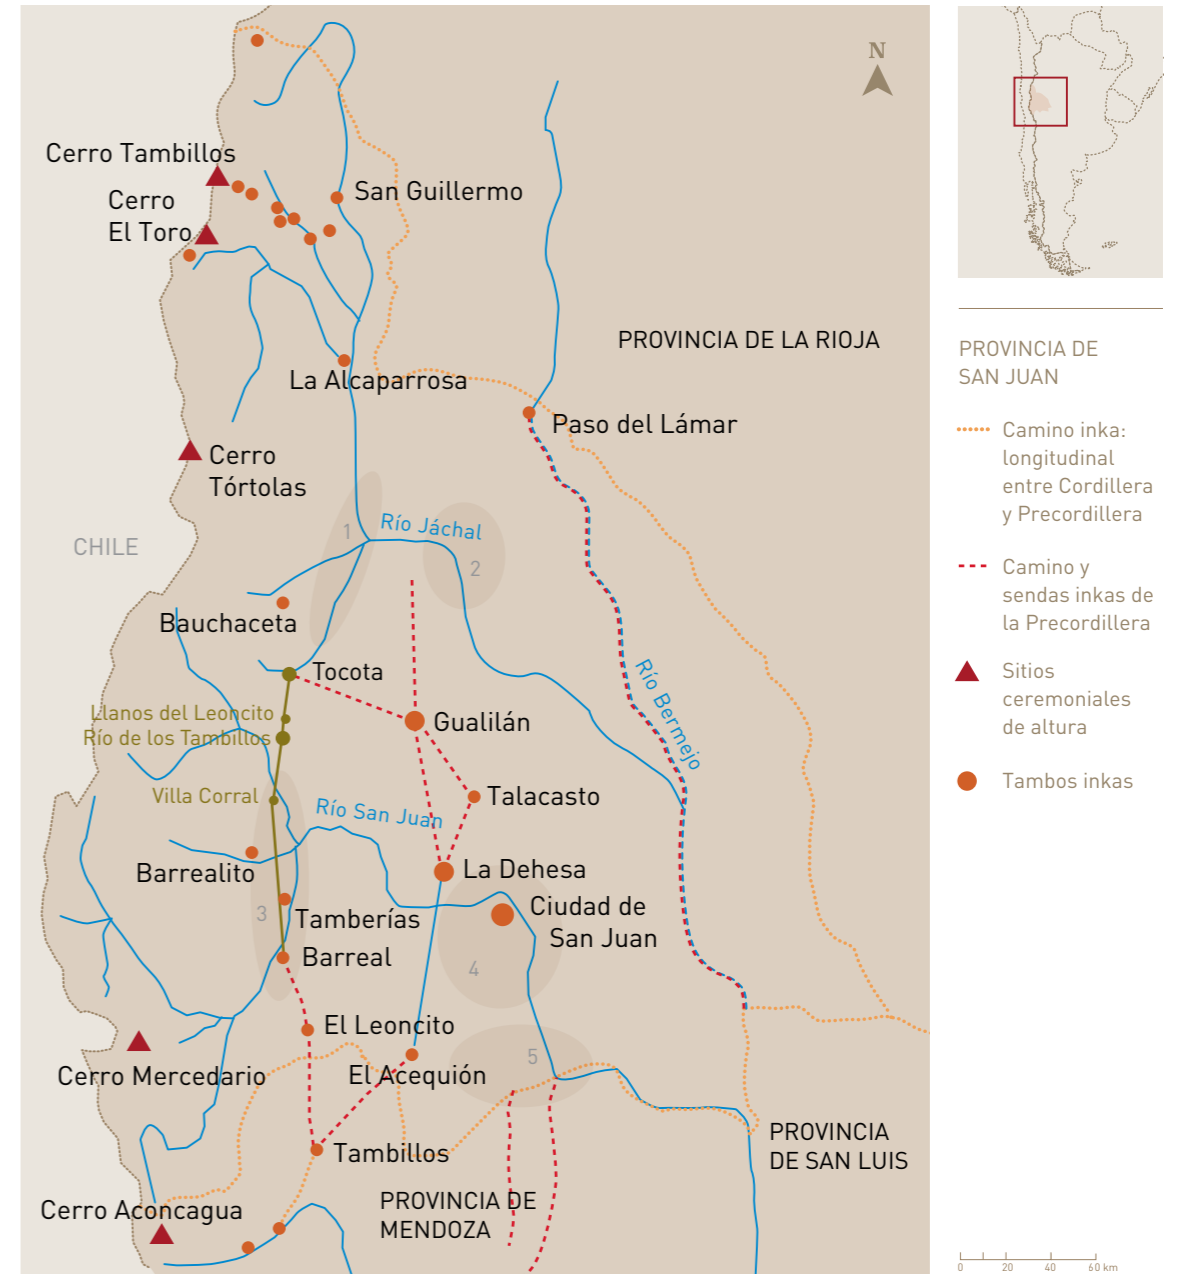 N
Cerro Tambillos
Cerro
El Toro
San Guillermo
PROVINCIA DE LA RIOJA
La Alcaparrosa
Paso del Lámar
Cerro
Tórtolas
CHILE
1
Río Jáchal
2
Bauchaceta
Tocota
Río Bermejo
Llanos del Leoncito
Gualilán
Río de los Tambillos
Villa Corral
Río San Juan
Talacasto
Barrealito
La Dehesa
3
Tamberías
Ciudad de
San Juan
Barreal
4
El Leoncito
5
Cerro Mercedario
El Acequión
Tambillos
PROVINCIA
DE SAN LUIS
Cerro Aconcagua
PROVINCIA DE
MENDOZA
PROVINCIA DE
SAN JUAN
Camino inka:
longitudinal
entre Cordillera
y Precordillera
Camino y
sendas inkas de
la Precordillera
Sitios
ceremoniales
de altura
Tambos inkas
0 20 40 60 km